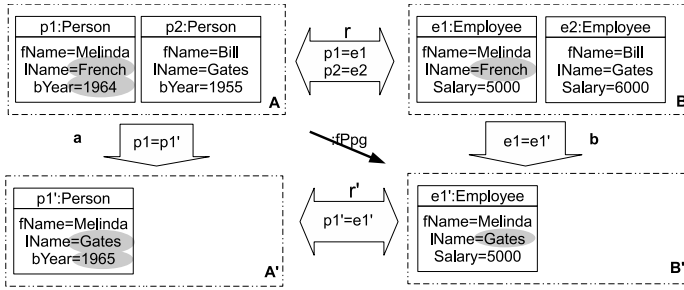 p1:Person
fName=Melinda
lName=French
bYear=1964
p2:Person
fName=Bill
lName=Gates
bYear=1955
A
r
p1=e1
p2=e2
e1:Employee
fName=Melinda
lName=French
Salary=5000
e2:Employee
fName=Bill
lName=Gates
Salary=6000
B
a
p1=p1'
:fPpg
e1=e1'
b
p1':Person
fName=Melinda
lName=Gates
bYear=1965
A'
r'
p1'=e1'
e1':Employee
fName=Melinda
lName=Gates
Salary=5000
B'